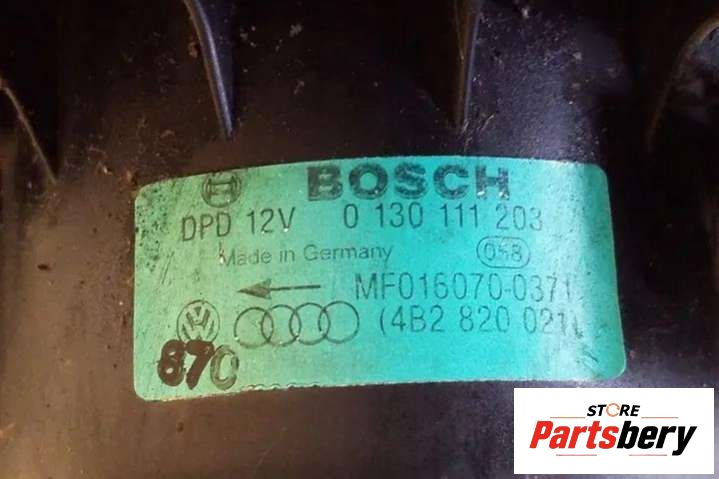 BOSCH
DPD 12V 0 130 111 203
Made in Germany 058
MF016070-0371
(4B2 820 021
870
STORE
Partsbery